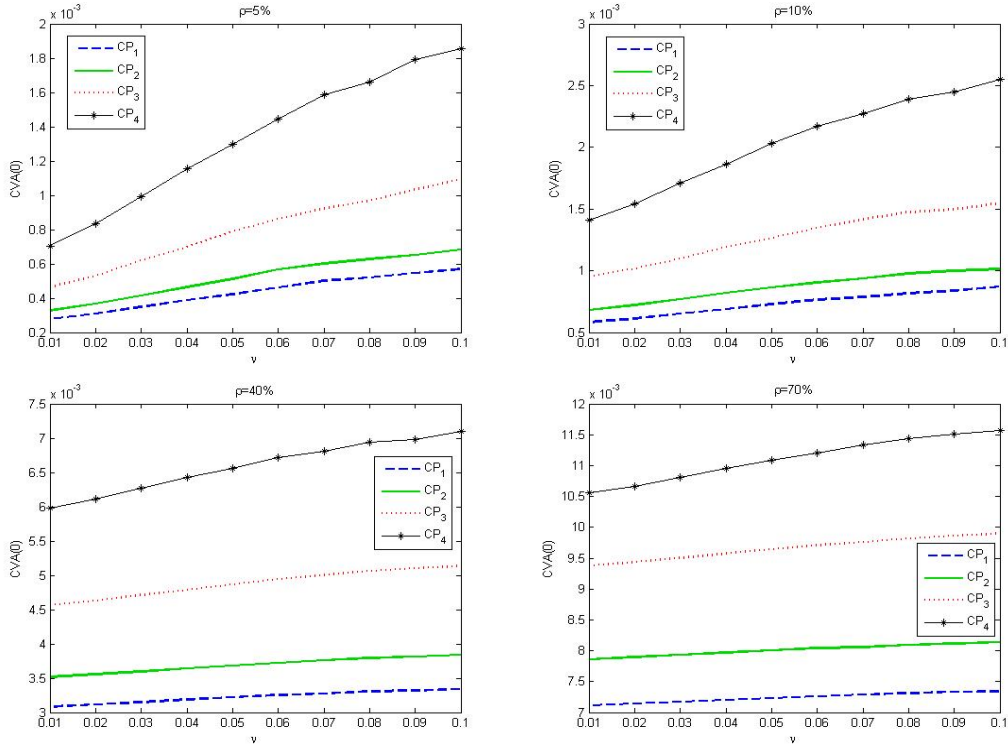 x 10⁻³
ρ=5%
2
1.8
1.6
1.4
1.2
1
0.8
0.6
0.4
0.2
CVA(0)
CP₁
CP₂
CP₃
CP₄
0.01 0.02 0.03 0.04 0.05 0.06 0.07 0.08 0.09 0.1
ν
x 10⁻³
ρ=10%
3
2.5
2
1.5
1
0.5
CVA(0)
CP₁
CP₂
CP₃
CP₄
0.01 0.02 0.03 0.04 0.05 0.06 0.07 0.08 0.09 0.1
ν
x 10⁻³
ρ=40%
7.5
7
6.5
6
5.5
5
4.5
4
3.5
3
CVA(0)
CP₁
CP₂
CP₃
CP₄
0.01 0.02 0.03 0.04 0.05 0.06 0.07 0.08 0.09 0.1
ν
x 10⁻³
ρ=70%
12
11.5
11
10.5
10
9.5
9
8.5
8
7.5
7
CVA(0)
CP₁
CP₂
CP₃
CP₄
0.01 0.02 0.03 0.04 0.05 0.06 0.07 0.08 0.09 0.1
ν